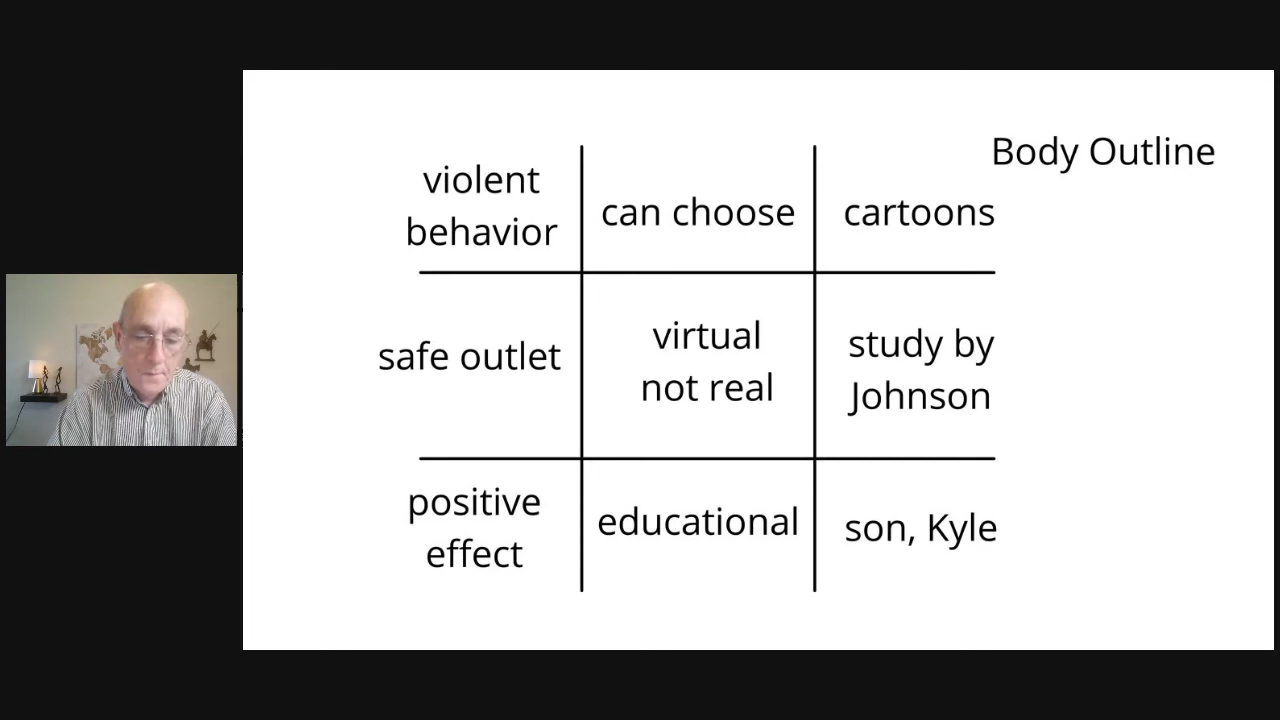 Body Outline
violent
behavior
can choose
cartoons
safe outlet
virtual
not real
study by
Johnson
positive
effect
educational
son, Kyle